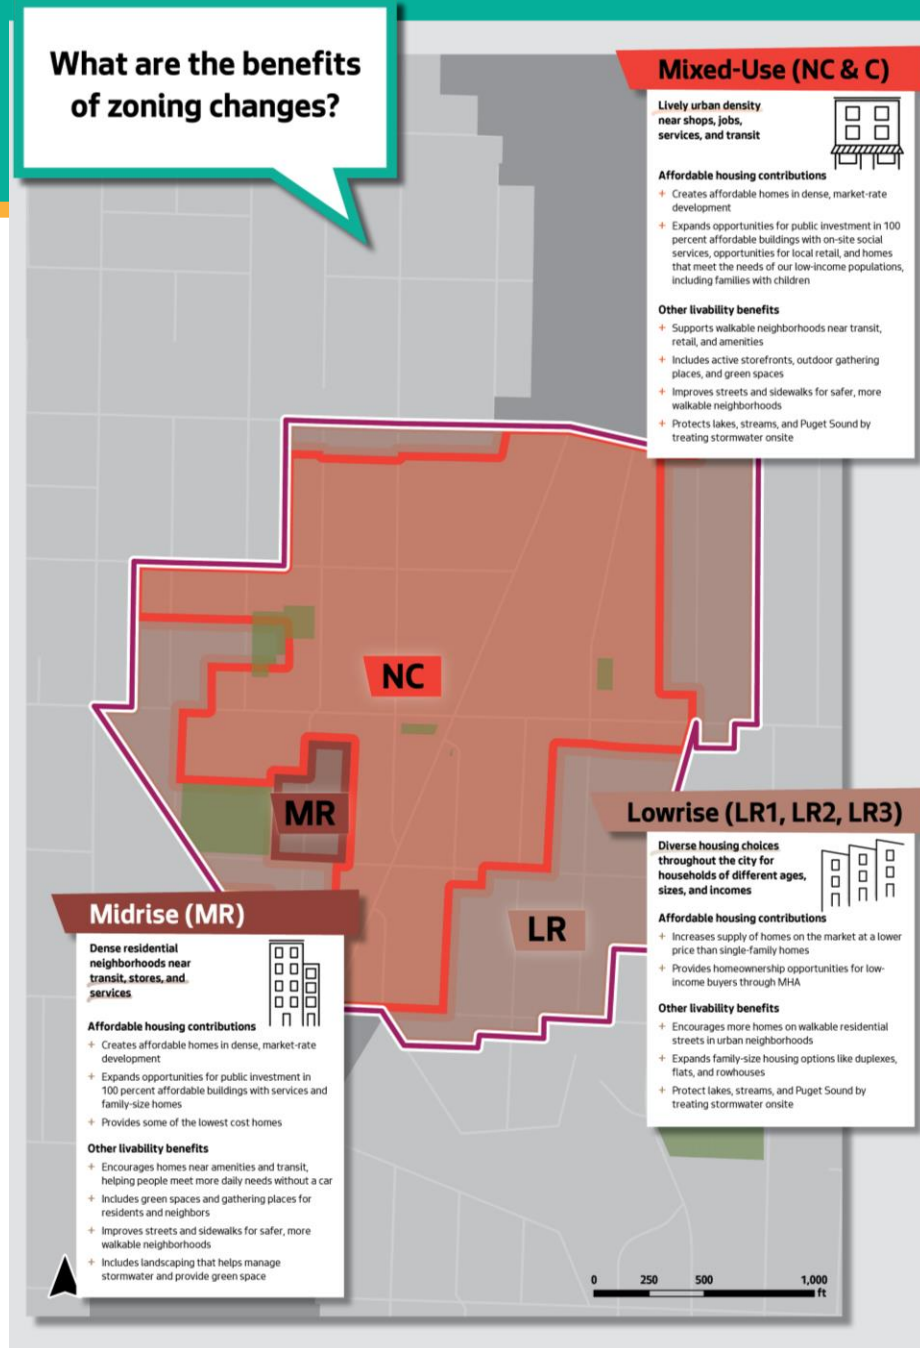 What are the benefits
of zoning changes?
Mixed-Use (NC & C)
Lively urban density
near shops, jobs,
services, and transit
Affordable housing contributions
+ Creates affordable homes in dense, market-rate
development
+ Expands opportunities for public investment in 100
percent affordable buildings with on-site social
services, opportunities for local retail, and homes
that meet the needs of our low-income populations,
including families with children
Other livability benefits
+ Supports walkable neighborhoods near transit,
retail, and amenities
+ Includes active storefronts, outdoor gathering
places, and green spaces
+ Improves streets and sidewalks for safer, more
walkable neighborhoods
+ Protects lakes, streams, and Puget Sound by
treating stormwater onsite
NC
MR
LR
Lowrise (LR1, LR2, LR3)
Diverse housing choices
throughout the city for
households of different ages,
sizes, and incomes
Affordable housing contributions
+ Increases supply of homes on the market at a lower
price than single-family homes
+ Provides homeownership opportunities for low-
income buyers through MHA
Other livability benefits
+ Encourages more homes on walkable residential
streets in urban neighborhoods
+ Expands family-size housing options like duplexes,
flats, and rowhouses
+ Protect lakes, streams, and Puget Sound by
treating stormwater onsite
Midrise (MR)
Dense residential
neighborhoods near
transit, stores, and
services
Affordable housing contributions
+ Creates affordable homes in dense, market-rate
development
+ Expands opportunities for public investment in
100 percent affordable buildings with services and
family-size homes
+ Provides some of the lowest cost homes
Other livability benefits
+ Encourages homes near amenities and transit,
helping people meet more daily needs without a car
+ Includes green spaces and gathering places for
residents and neighbors
+ Improves streets and sidewalks for safer, more
walkable neighborhoods
+ Includes landscaping that helps manage
stormwater and provide green space
0 250 500 1,000
ft